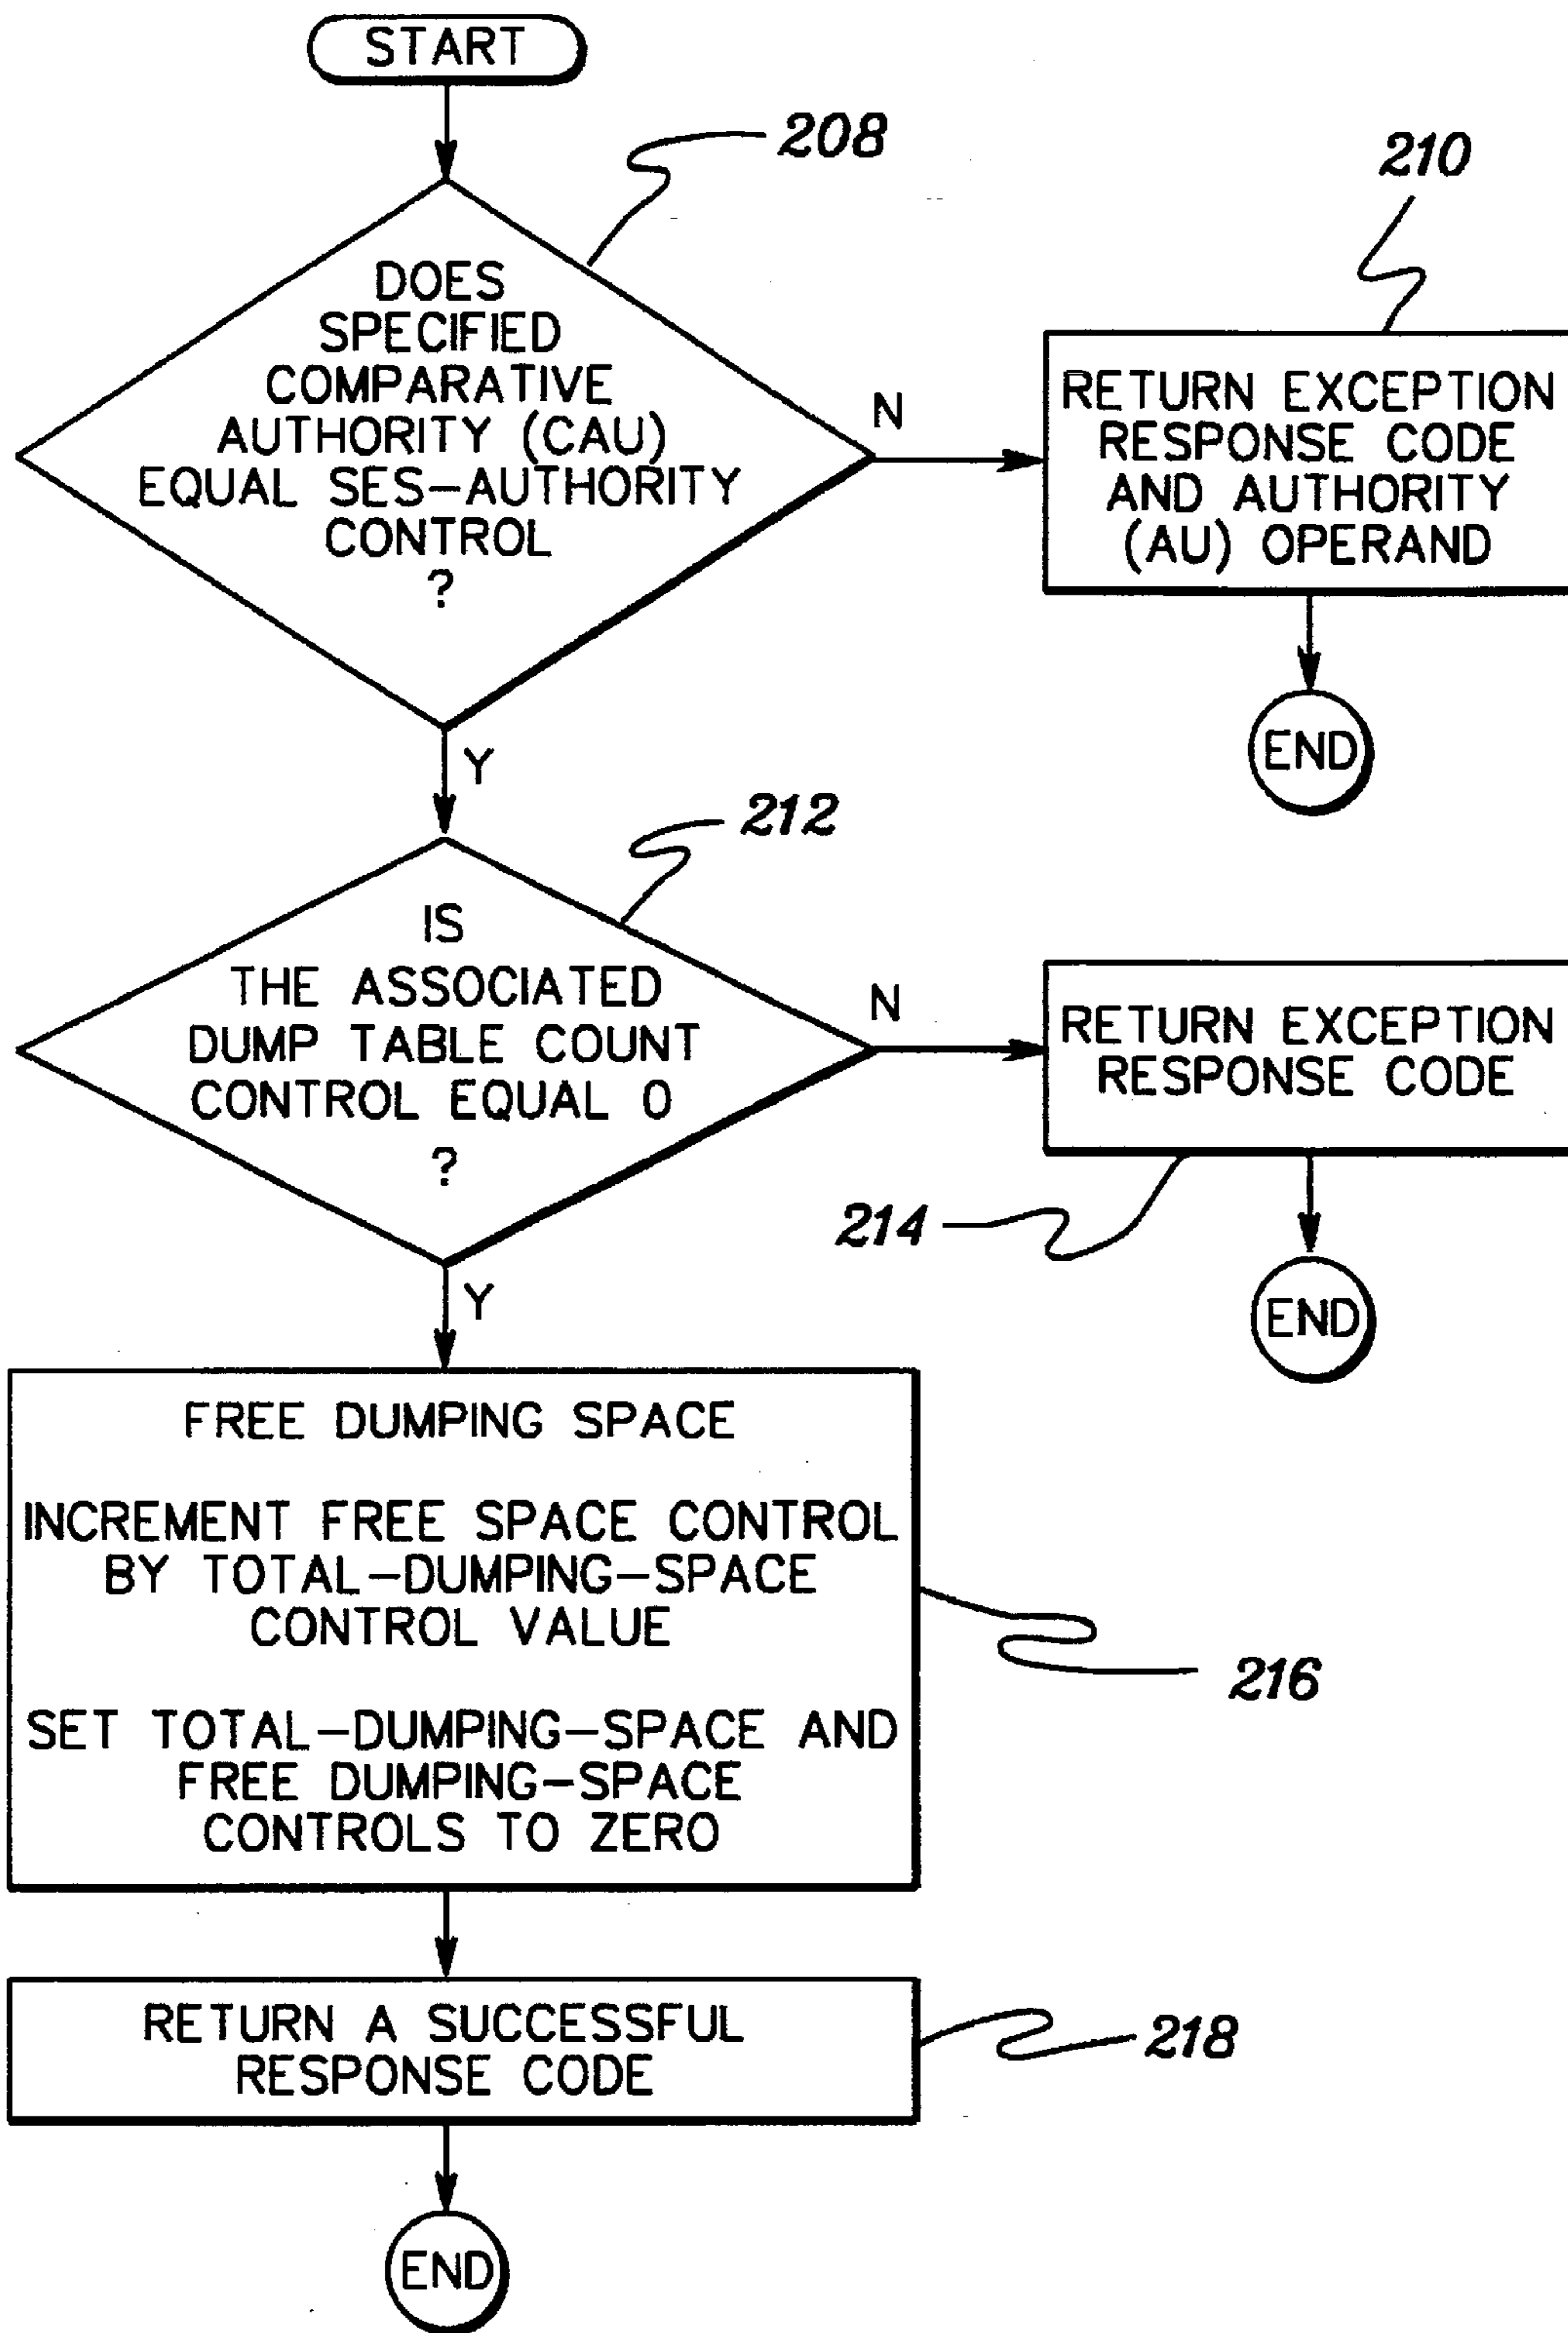 START
208
DOES
SPECIFIED
COMPARATIVE
AUTHORITY (CAU)
EQUAL SES-AUTHORITY
CONTROL
?
N
210
RETURN EXCEPTION
RESPONSE CODE
AND AUTHORITY
(AU) OPERAND
END
Y
212
IS
THE ASSOCIATED
DUMP TABLE COUNT
CONTROL EQUAL 0
?
N
RETURN EXCEPTION
RESPONSE CODE
214
END
Y
FREE DUMPING SPACE
INCREMENT FREE SPACE CONTROL
BY TOTAL-DUMPING-SPACE
CONTROL VALUE
SET TOTAL-DUMPING-SPACE AND
FREE DUMPING-SPACE
CONTROLS TO ZERO
216
RETURN A SUCCESSFUL
RESPONSE CODE
218
END